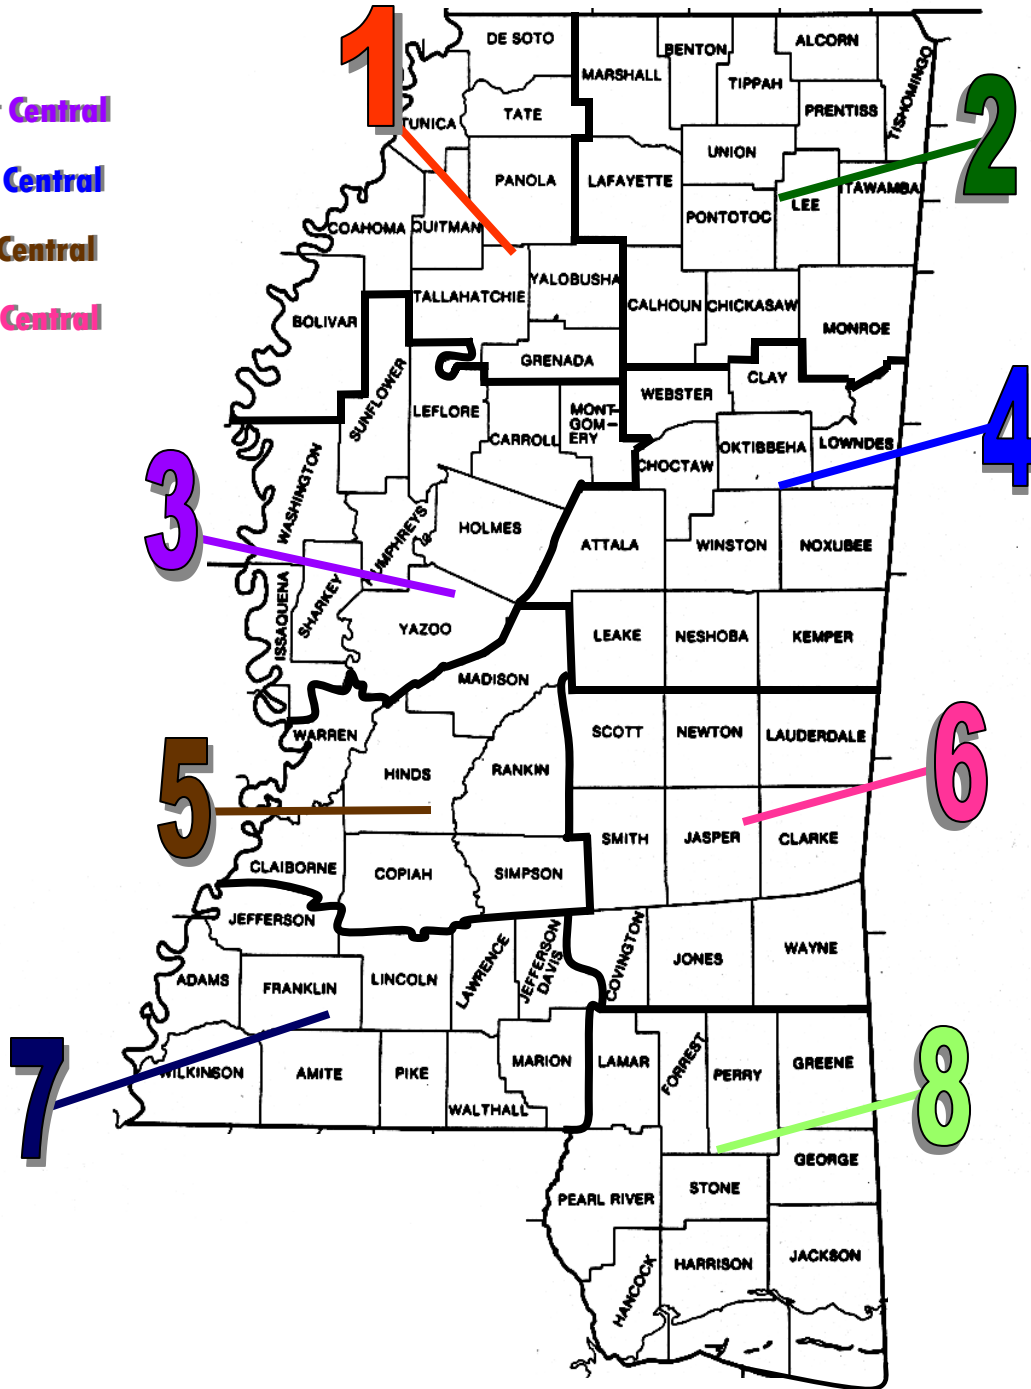 1
DE SOTO
BENTON
ALCORN
MARSHALL
TIPPAH
TISHOMINGO
2
Central
TATE
PRENTISS
TUNICA
UNION
Central
PANOLA
LAFAYETTE
ITAWAMBA
LEE
PONTOTOC
COAHOMA
QUITMAN
Central
YALOBUSHA
TALLAHATCHIE
CALHOUN
CHICKASAW
Central
BOLIVAR
MONROE
GRENADA
CLAY
WEBSTER
4
SUNFLOWER
LEFLORE
MONT-
GOM-
ERY
CARROLL
OKTIBBEHA
LOWNDES
CHOCTAW
3
WASHINGTON
HOLMES
HUMPHREYS
ATTALA
WINSTON
NOXUBEE
ISSAQUENA
SHARKEY
YAZOO
LEAKE
NESHOBA
KEMPER
MADISON
WARREN
SCOTT
NEWTON
LAUDERDALE
6
HINDS
RANKIN
5
SMITH
JASPER
CLARKE
CLAIBORNE
COPIAH
SIMPSON
JEFFERSON
COVINGTON
WAYNE
JONES
ADAMS
FRANKLIN
LINCOLN
LAWRENCE
JEFFERSON
DAVIS
7
WILKINSON
AMITE
PIKE
MARION
LAMAR
FORREST
PERRY
GREENE
8
WALTHALL
GEORGE
PEARL RIVER
STONE
HANCOCK
HARRISON
JACKSON